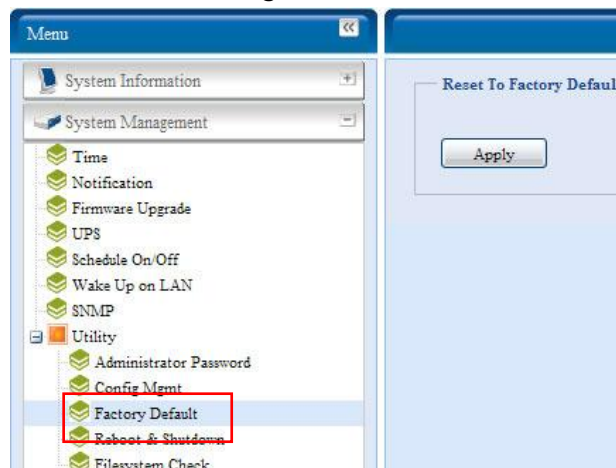 Menu
System Information
System Management
Time
Notification
Firmware Upgrade
UPS
Schedule On/Off
Wake Up on LAN
SNMP
Utility
Administrator Password
Config Mgmt
Factory Default
Reboot & Shutdown
Filesystem Check
Reset To Factory Defaul
Apply